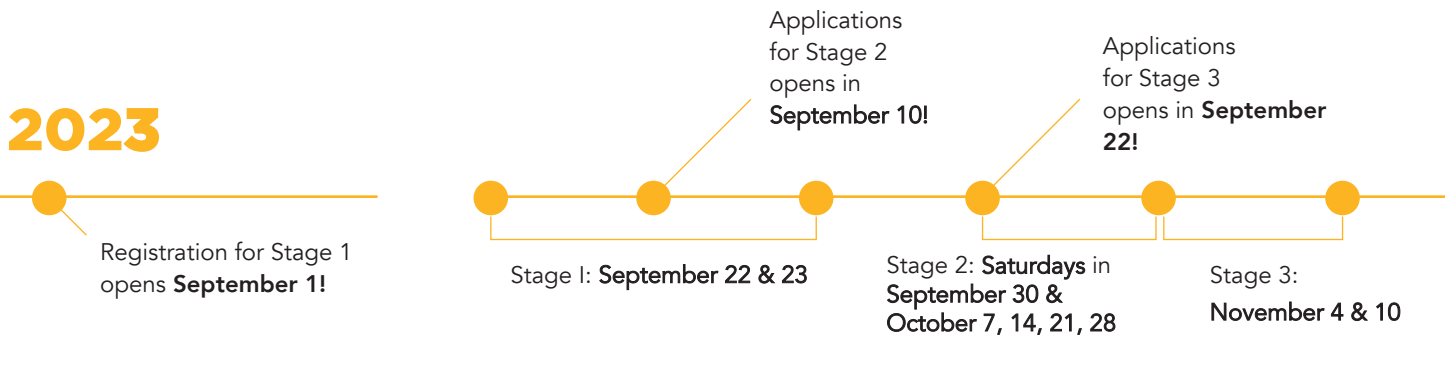 2023
Registration for Stage 1
opens September 1!
Applications
for Stage 2
opens in
September 10!
Applications
for Stage 3
opens in September
22!
Stage I: September 22 & 23
Stage 2: Saturdays in
September 30 &
October 7, 14, 21, 28
Stage 3:
November 4 & 10